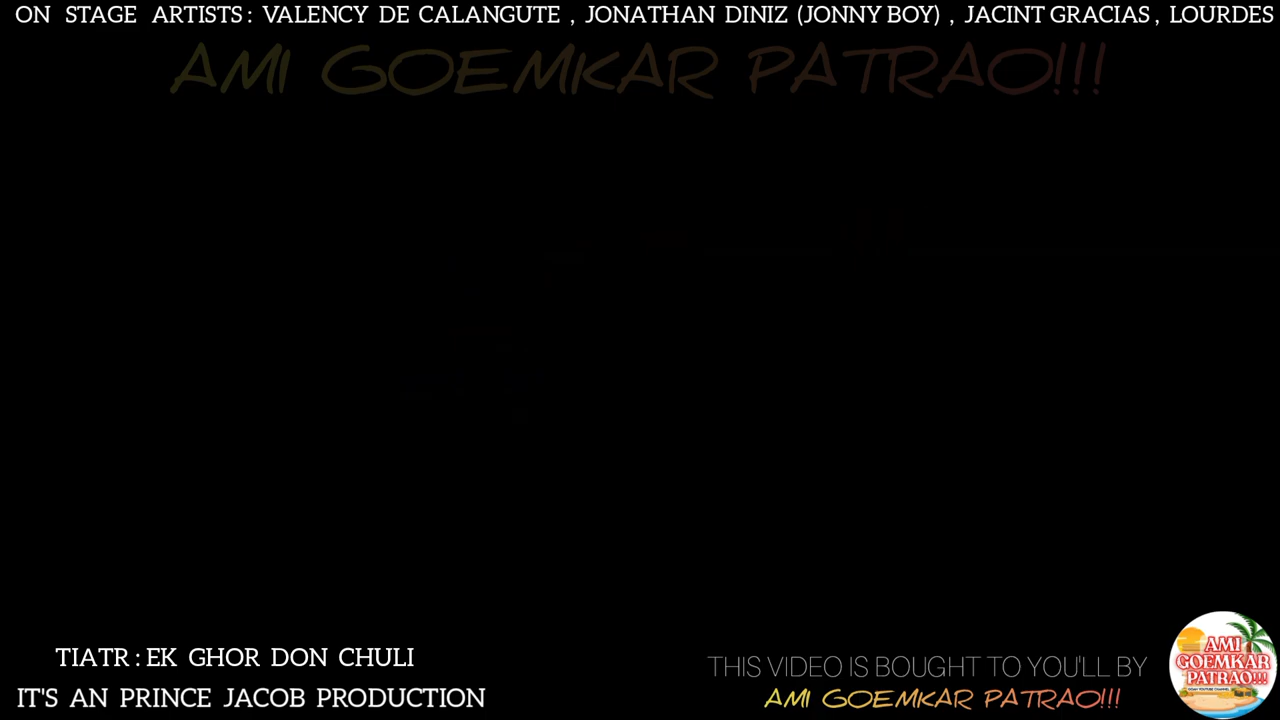 ON STAGE ARTISTS : VALENCY DE CALANGUTE , JONATHAN DINIZ (JONNY BOY) , JACINT GRACIAS , LOURDES
AMI GOEMKAR PATRAO!!!
TIATR : EK GHOR DON CHULI
IT'S AN PRINCE JACOB PRODUCTION
THIS VIDEO IS BOUGHT TO YOU'LL BY
AMI GOEMKAR PATRAO!!!
AMI
GOEMKAR
PATRAO!!!